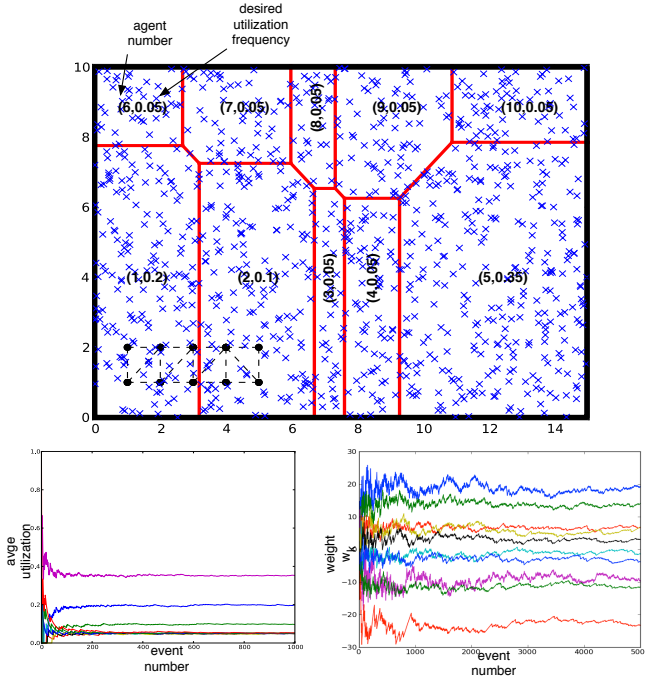 agent
number
desired
utilization
frequency
10
8
6
4
2
0
(6,0.05)
(7,0.05)
(8,0.05)
(9,0.05)
(10,0.05)
(1,0.2)
(2,0.1)
(3,0.05)
(4,0.05)
(5,0.35)
0 2 4 6 8 10 12 14
avge
utilization
1.0
0.8
0.6
0.4
0.2
0.0
0 200 400 600 800 1000
event
number
weight
w_k
30
20
10
0
−10
−20
−30
0 1000 2000 3000 4000 500
event
number